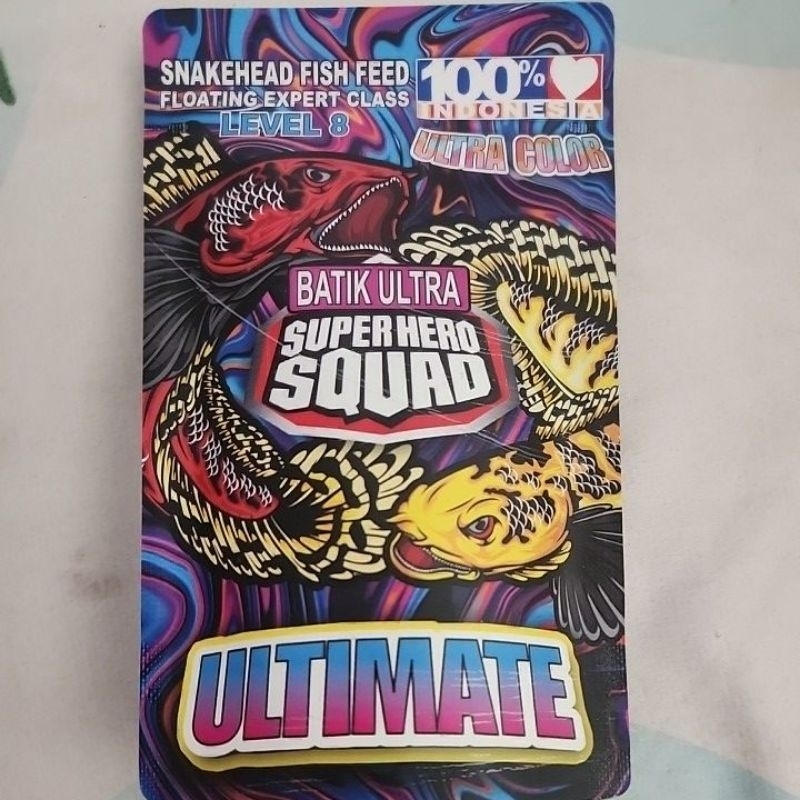 SNAKEHEAD FISH FEED
FLOATING EXPERT CLASS
LEVEL 8
100%
INDONESIA
ULTRA COLOR
BATIK ULTRA
SUPER HERO
SQUAD
ULTIMATE